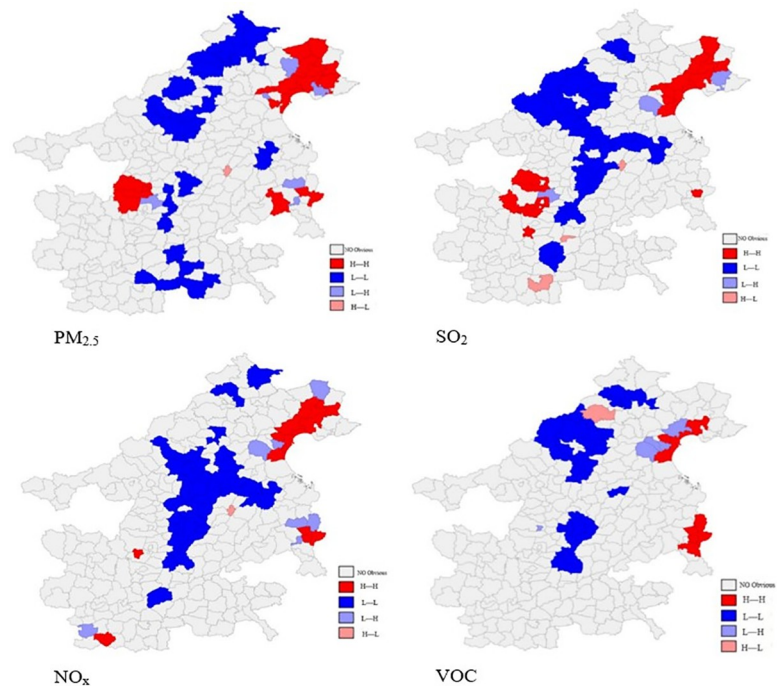 NO Obvious
H—H
L—L
L—H
H—L
PM2.5
NO Obvious
H—H
L—L
L—H
H—L
SO2
NO Obvious
H—H
L—L
L—H
H—L
NOx
NO Obvious
H—H
L—L
L—H
H—L
VOC